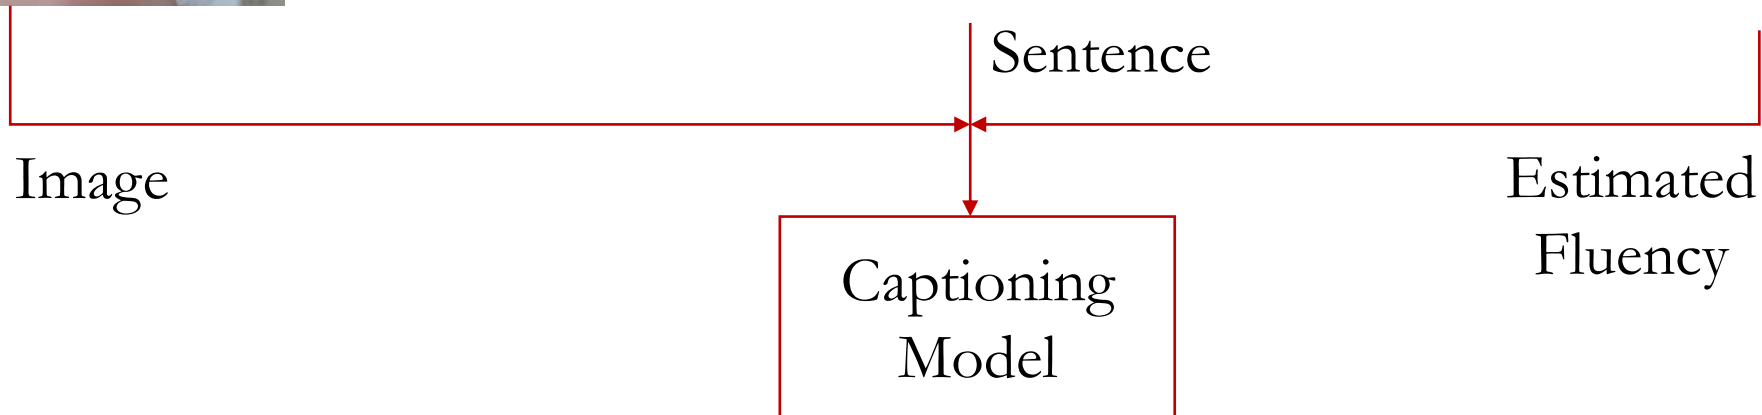 Sentence
Image
Estimated
Fluency
Captioning
Model